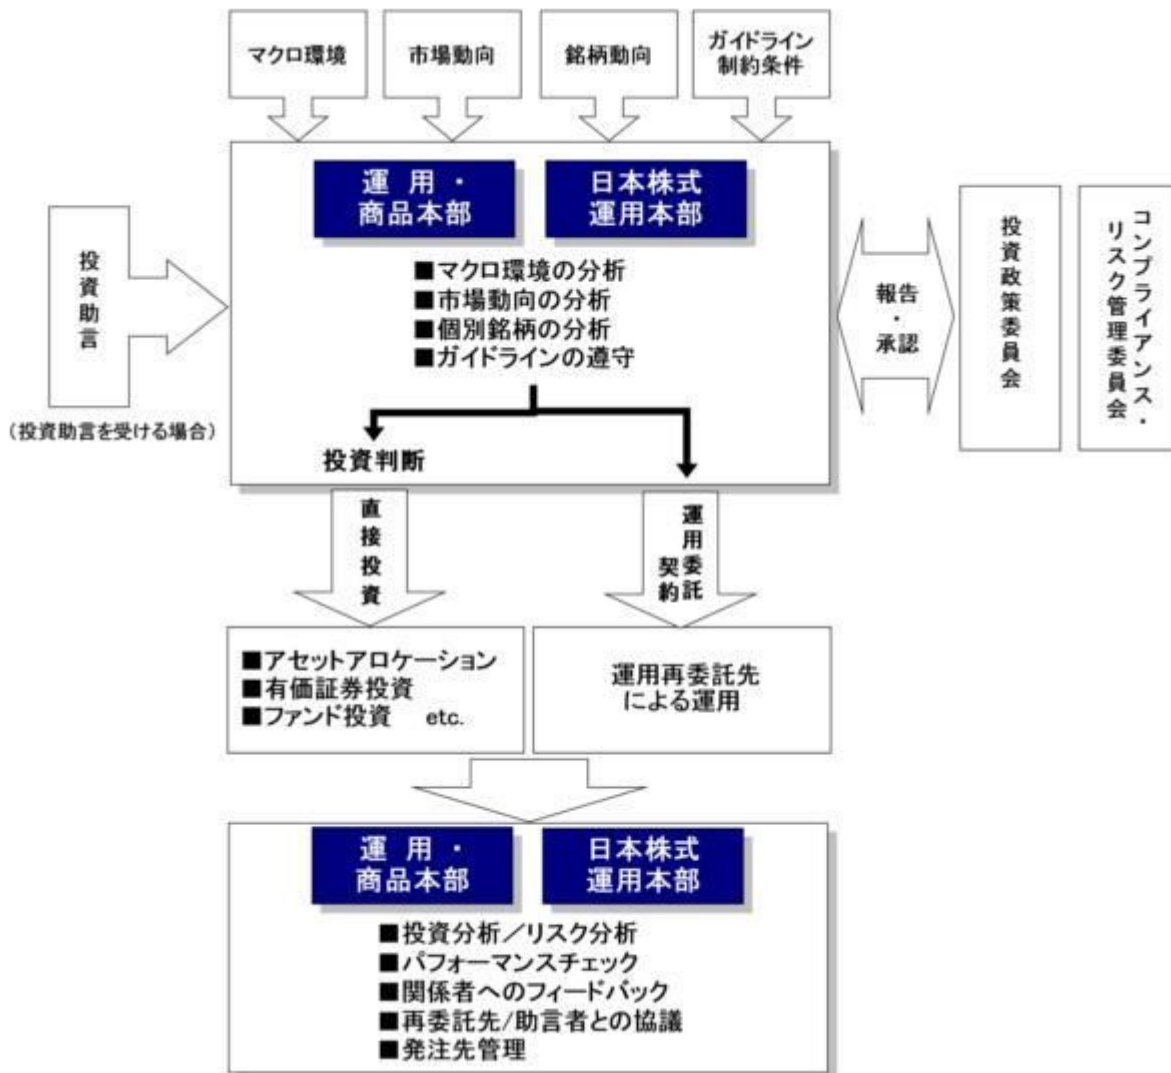 マクロ環境
市場動向
銘柄動向
ガイドライン
制約条件
運 用 ・
商品本部
日本株式
運用本部
■マクロ環境の分析
■市場動向の分析
■個別銘柄の分析
■ガイドラインの遵守
投資助言
(投資助言を受ける場合)
報告
・
承認
投資政策委員会
コンプライアンス・
リスク管理委員会
投資判断
直接投資
運用委託
契約
■アセットアロケーション
■有価証券投資
■ファンド投資 etc.
運用再委託先
による運用
運 用 ・
商品本部
日本株式
運用本部
■投資分析／リスク分析
■パフォーマンスチェック
■関係者へのフィードバック
■再委託先/助言者との協議
■発注先管理